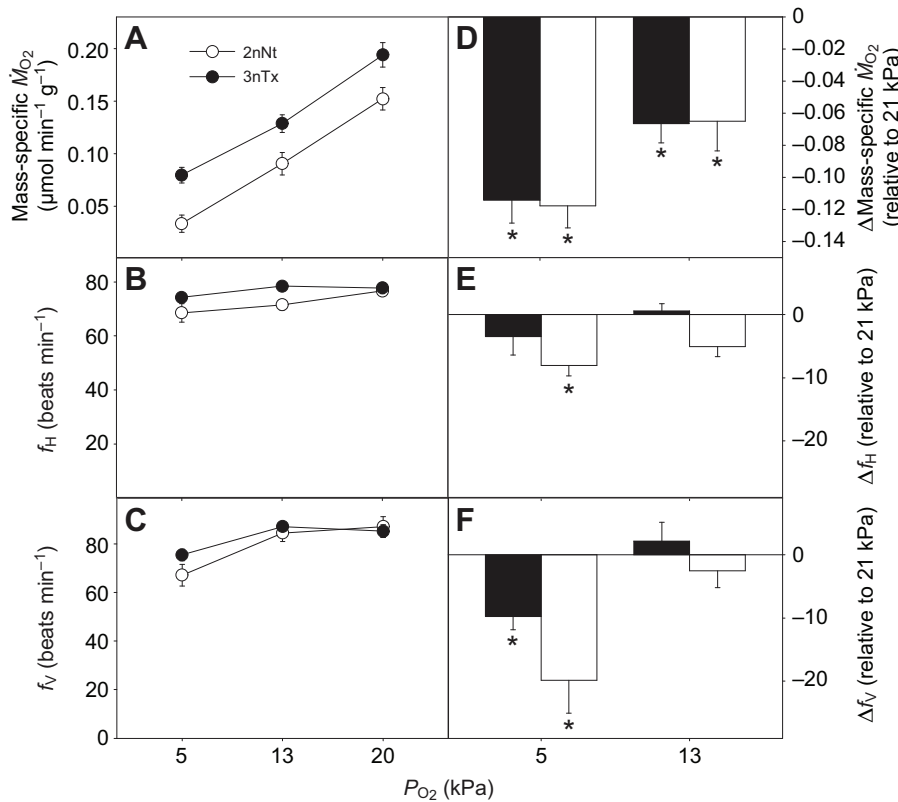 A
2nNt
3nTx
Mass-specific ṀO2
(µmol min−1 g−1)
0.20
0.15
0.10
0.05
D
0
−0.02
−0.04
−0.06
−0.08
−0.10
−0.12
−0.14
* * * *
ΔMass-specific ṀO2
(relative to 21 kPa)
B
fH (beats min−1)
80
60
40
20
E
0
−10
−20
*
ΔfH (relative to 21 kPa)
C
fV (beats min−1)
80
60
40
20
0
5 13 20
F
0
−10
−20
* *
ΔfV (relative to 21 kPa)
5 13
PO2 (kPa)